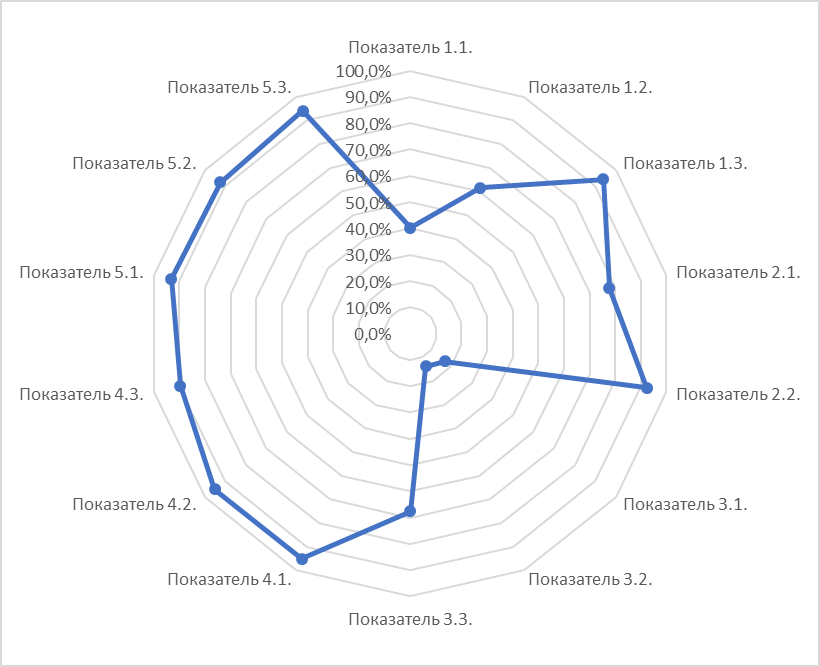 Показатель 1.1.
100,0%
Показатель 5.3.
Показатель 1.2.
90,0%
80,0%
70,0%
Показатель 5.2.
Показатель 1.3.
60,0%
50,0%
40,0%
30,0%
Показатель 5.1.
Показатель 2.1.
20,0%
10,0%
0,0%
Показатель 4.3.
Показатель 2.2.
Показатель 4.2.
Показатель 3.1.
Показатель 4.1.
Показатель 3.2.
Показатель 3.3.